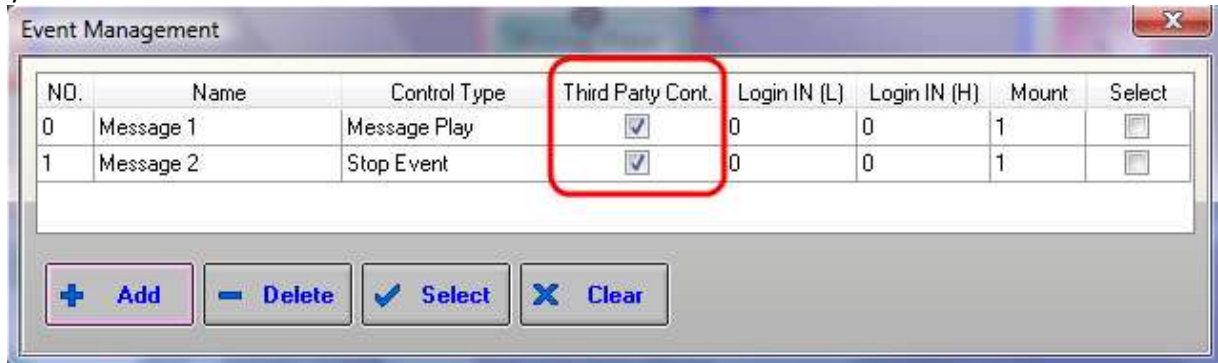 Event Management
NO. Name Control Type Third Party Cont. Login IN (L) Login IN (H) Mount Select
0 Message 1 Message Play 0 0 1
1 Message 2 Stop Event 0 0 1
Add Delete Select Clear